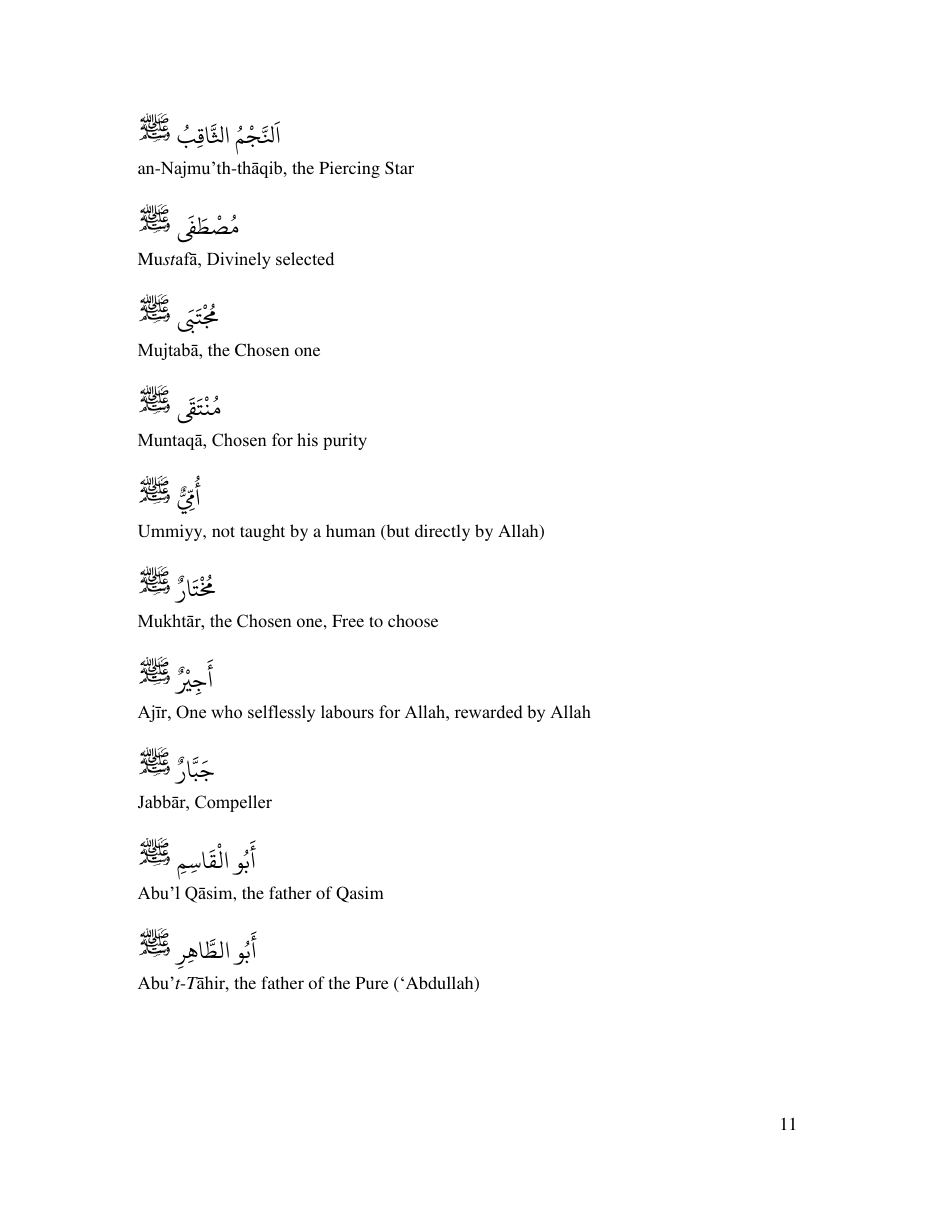 اَلنَّجْمُ الثَّاقِبُ ﷺ
an-Najmu’th-thāqib, the Piercing Star
مُصْطَفَى ﷺ
Mustafā, Divinely selected
مُجْتَبَى ﷺ
Mujtabā, the Chosen one
مُنْتَقَى ﷺ
Muntaqā, Chosen for his purity
أُمِّيٌّ ﷺ
Ummiyy, not taught by a human (but directly by Allah)
مُخْتَارٌ ﷺ
Mukhtār, the Chosen one, Free to choose
أَجِيْرٌ ﷺ
Ajīr, One who selflessly labours for Allah, rewarded by Allah
جَبَّارٌ ﷺ
Jabbār, Compeller
أَبُو الْقَاسِمِ ﷺ
Abu’l Qāsim, the father of Qasim
أَبُو الطَّاهِرِ ﷺ
Abu’t-Tāhir, the father of the Pure (‘Abdullah)
11